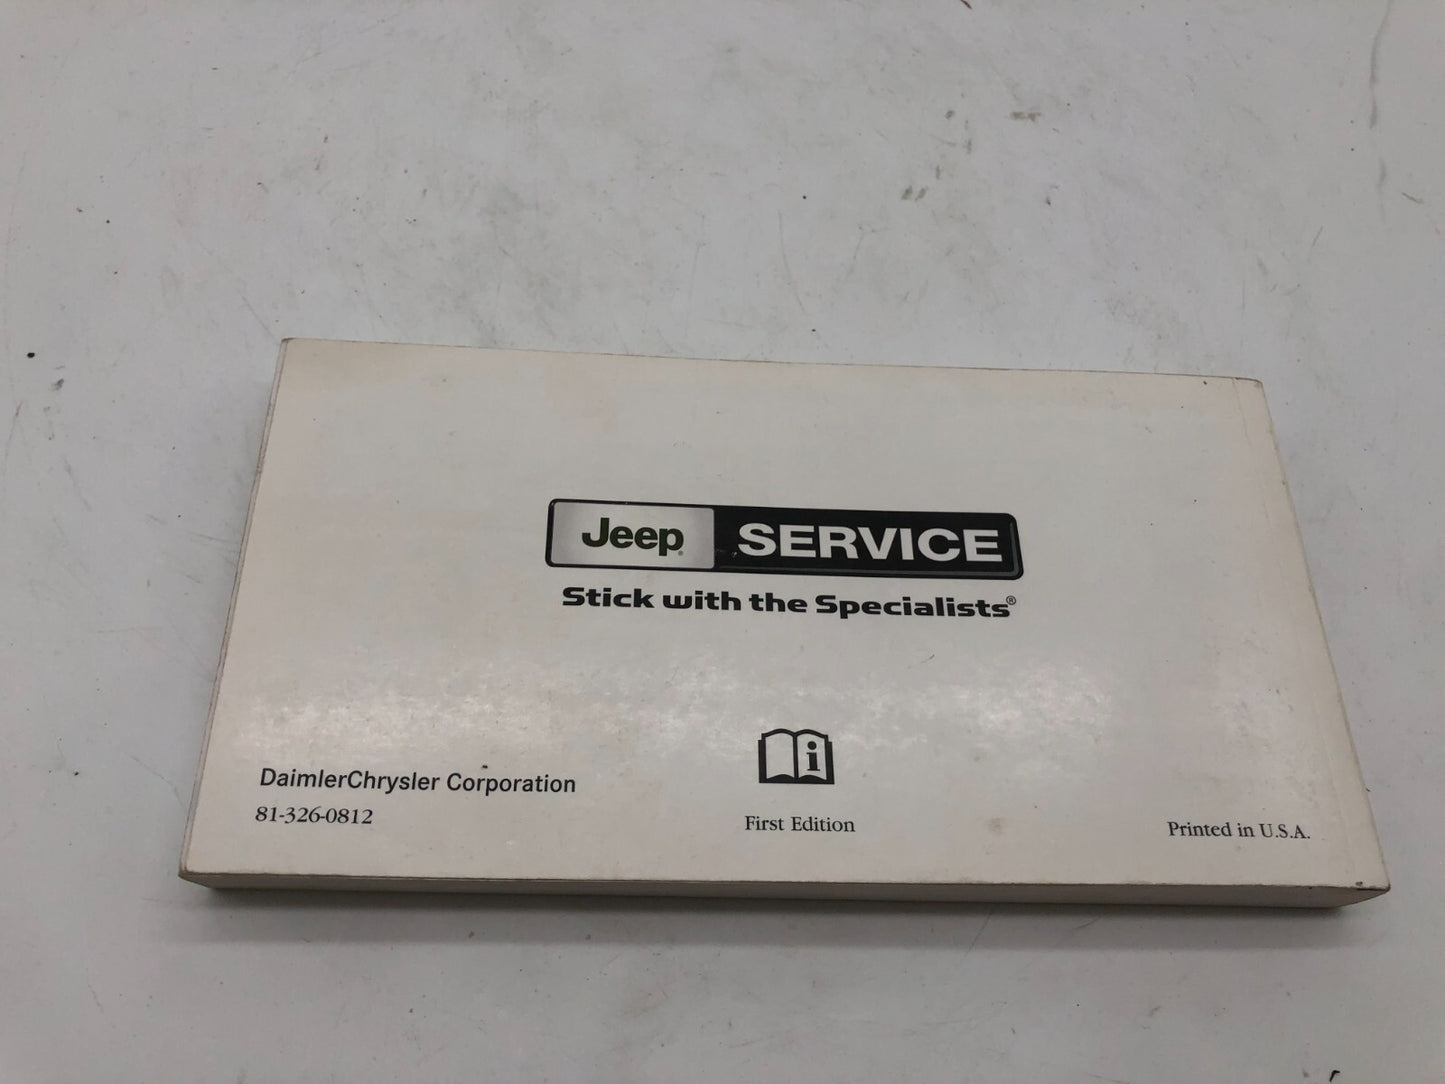 Jeep® SERVICE
Stick with the Specialists®
i
DaimlerChrysler Corporation
81-326-0812
First Edition
Printed in U.S.A.